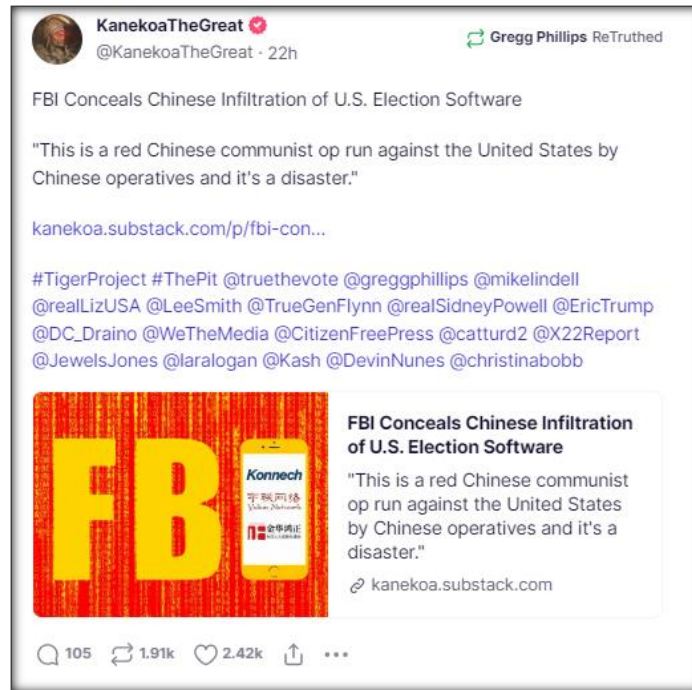 KanekoaTheGreat
Gregg Phillips ReTruthed
@KanekoaTheGreat · 22h
FBI Conceals Chinese Infiltration of U.S. Election Software
"This is a red Chinese communist op run against the United States by
Chinese operatives and it's a disaster."
kanekoa.substack.com/p/fbi-con...
#TigerProject #ThePit @truethevote @greggphillips @mikelindell
@realLizUSA @LeeSmith @TrueGenFlynn @realSidneyPowell @EricTrump
@DC_Draino @WeTheMedia @CitizenFreePress @catturd2 @X22Report
@JewelsJones @laralogan @Kash @DevinNunes @christinabobb
FBI
Konnech
金华鸿正
FBI Conceals Chinese Infiltration
of U.S. Election Software
"This is a red Chinese communist
op run against the United States
by Chinese operatives and it's a
disaster."
kanekoa.substack.com
105 1.91k 2.42k